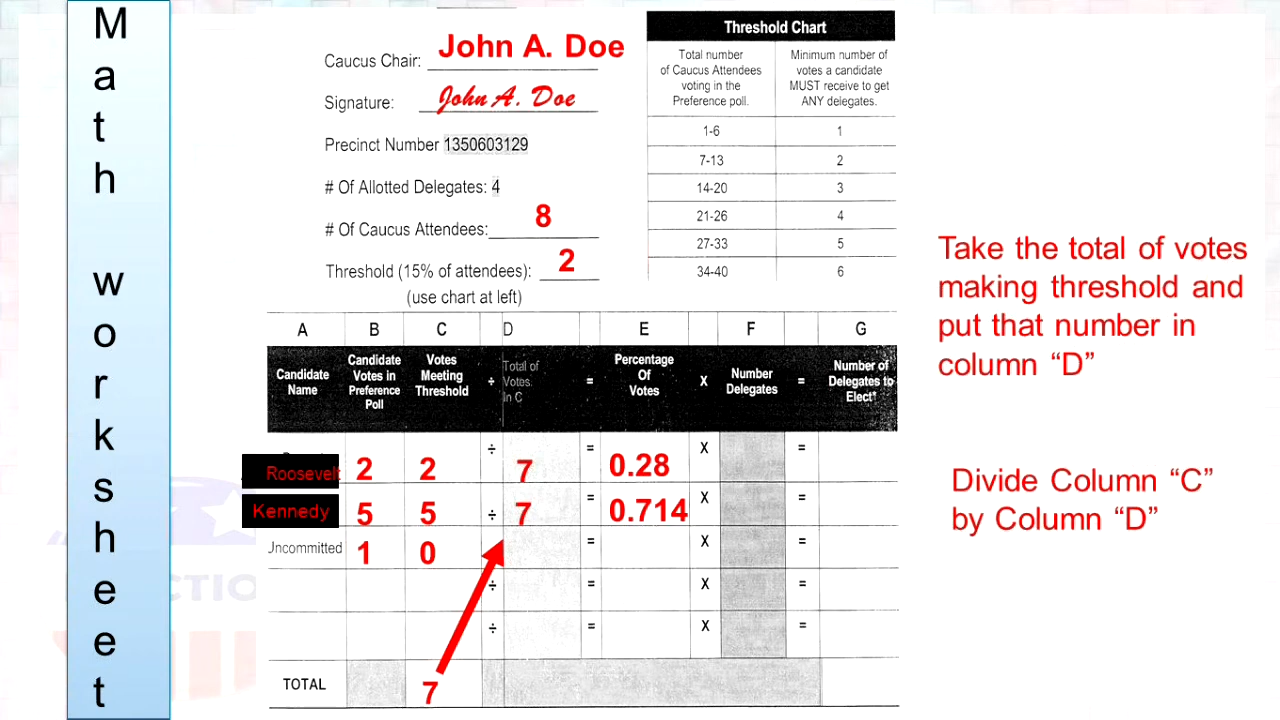 Math worksheet
Caucus Chair: John A. Doe
Signature: John A. Doe
Precinct Number 1350603129
# Of Allotted Delegates: 4
# Of Caucus Attendees: 8
Threshold (15% of attendees): 2
(use chart at left)
Threshold Chart
Total number of Caucus Attendees voting in the Preference poll.
Minimum number of votes a candidate MUST receive to get ANY delegates.
1-6 1
7-13 2
14-20 3
21-26 4
27-33 5
34-40 6
A B C D E F G
Candidate Name
Candidate Votes in Preference Poll
Votes Meeting Threshold
÷
Total of Votes. In C
=
Percentage Of Votes
X
Number Delegates
=
Number of Delegates to Elect*
Roosevelt 2 2 ÷ 7 = 0.28 X =
Kennedy 5 5 ÷ 7 = 0.714 X =
Uncommitted 1 0 = X =
÷ = X =
÷ = X =
TOTAL 7
Take the total of votes
making threshold and
put that number in
column “D”
Divide Column “C”
by Column “D”